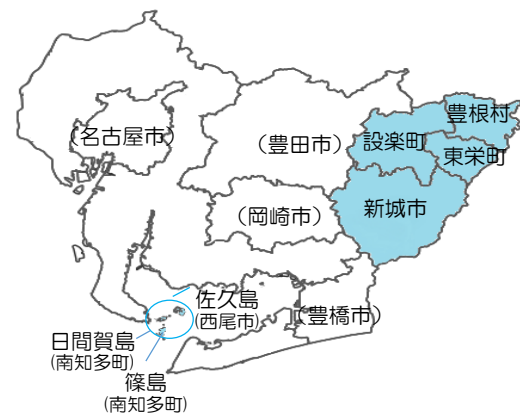 豊根村
(名古屋市)
(豊田市)
設楽町
東栄町
(岡崎市)
新城市
佐久島
(西尾市)
(豊橋市)
日間賀島
(南知多町)
篠島
(南知多町)